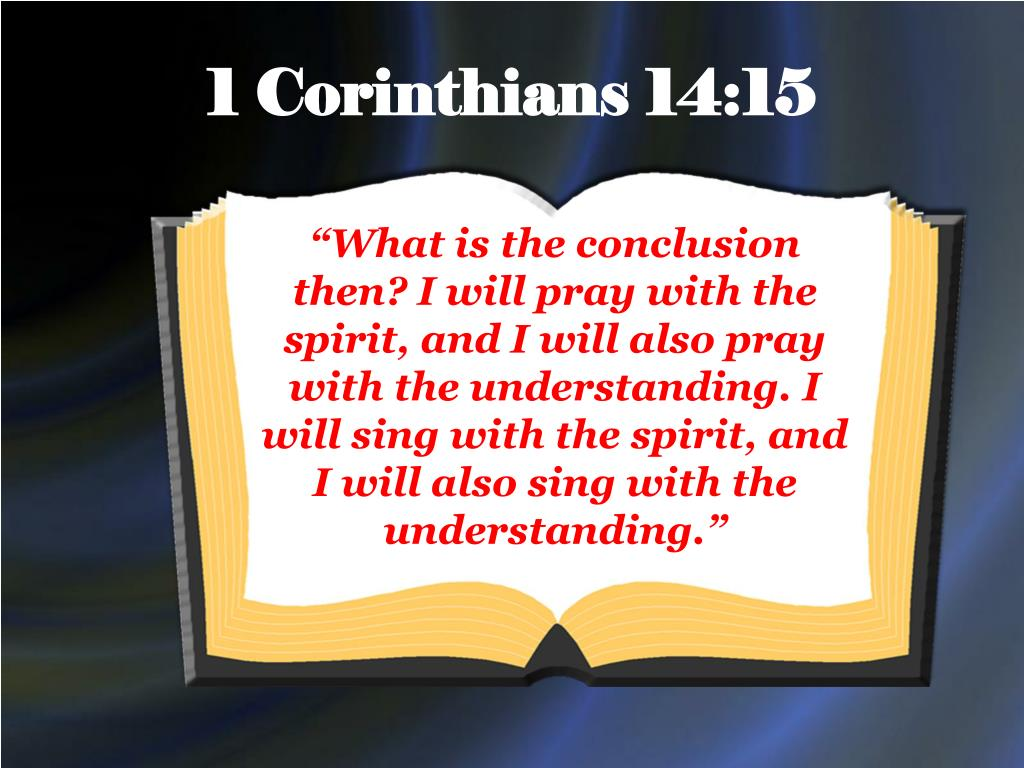 1 Corinthians 14:15
“What is the conclusion
then? I will pray with the
spirit, and I will also pray
with the understanding. I
will sing with the spirit, and
I will also sing with the
understanding.”